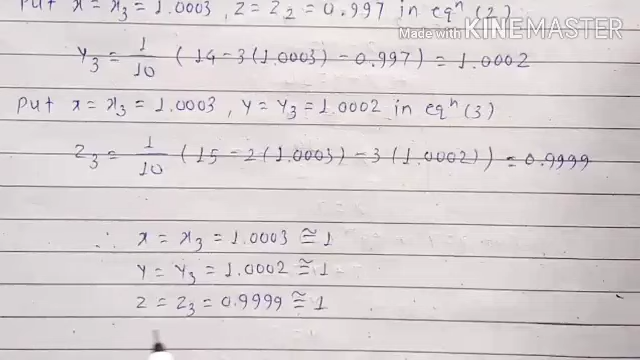 Put x = x₃ = 1.0003, z = z₂ = 0.997 in eqⁿ (2)
Made with KINEMASTER
y₃ = 1/10 (14 - 3(1.0003) - 0.997) = 1.0002
Put x = x₃ = 1.0003, y = y₃ = 1.0002 in eqⁿ (3)
z₃ = 1/10 (15 - 2(1.0003) - 3(1.0002)) = 0.9999
∴ x = x₃ = 1.0003 ≅ 1
y = y₃ = 1.0002 ≅ 1
z = z₃ = 0.9999 ≅ 1